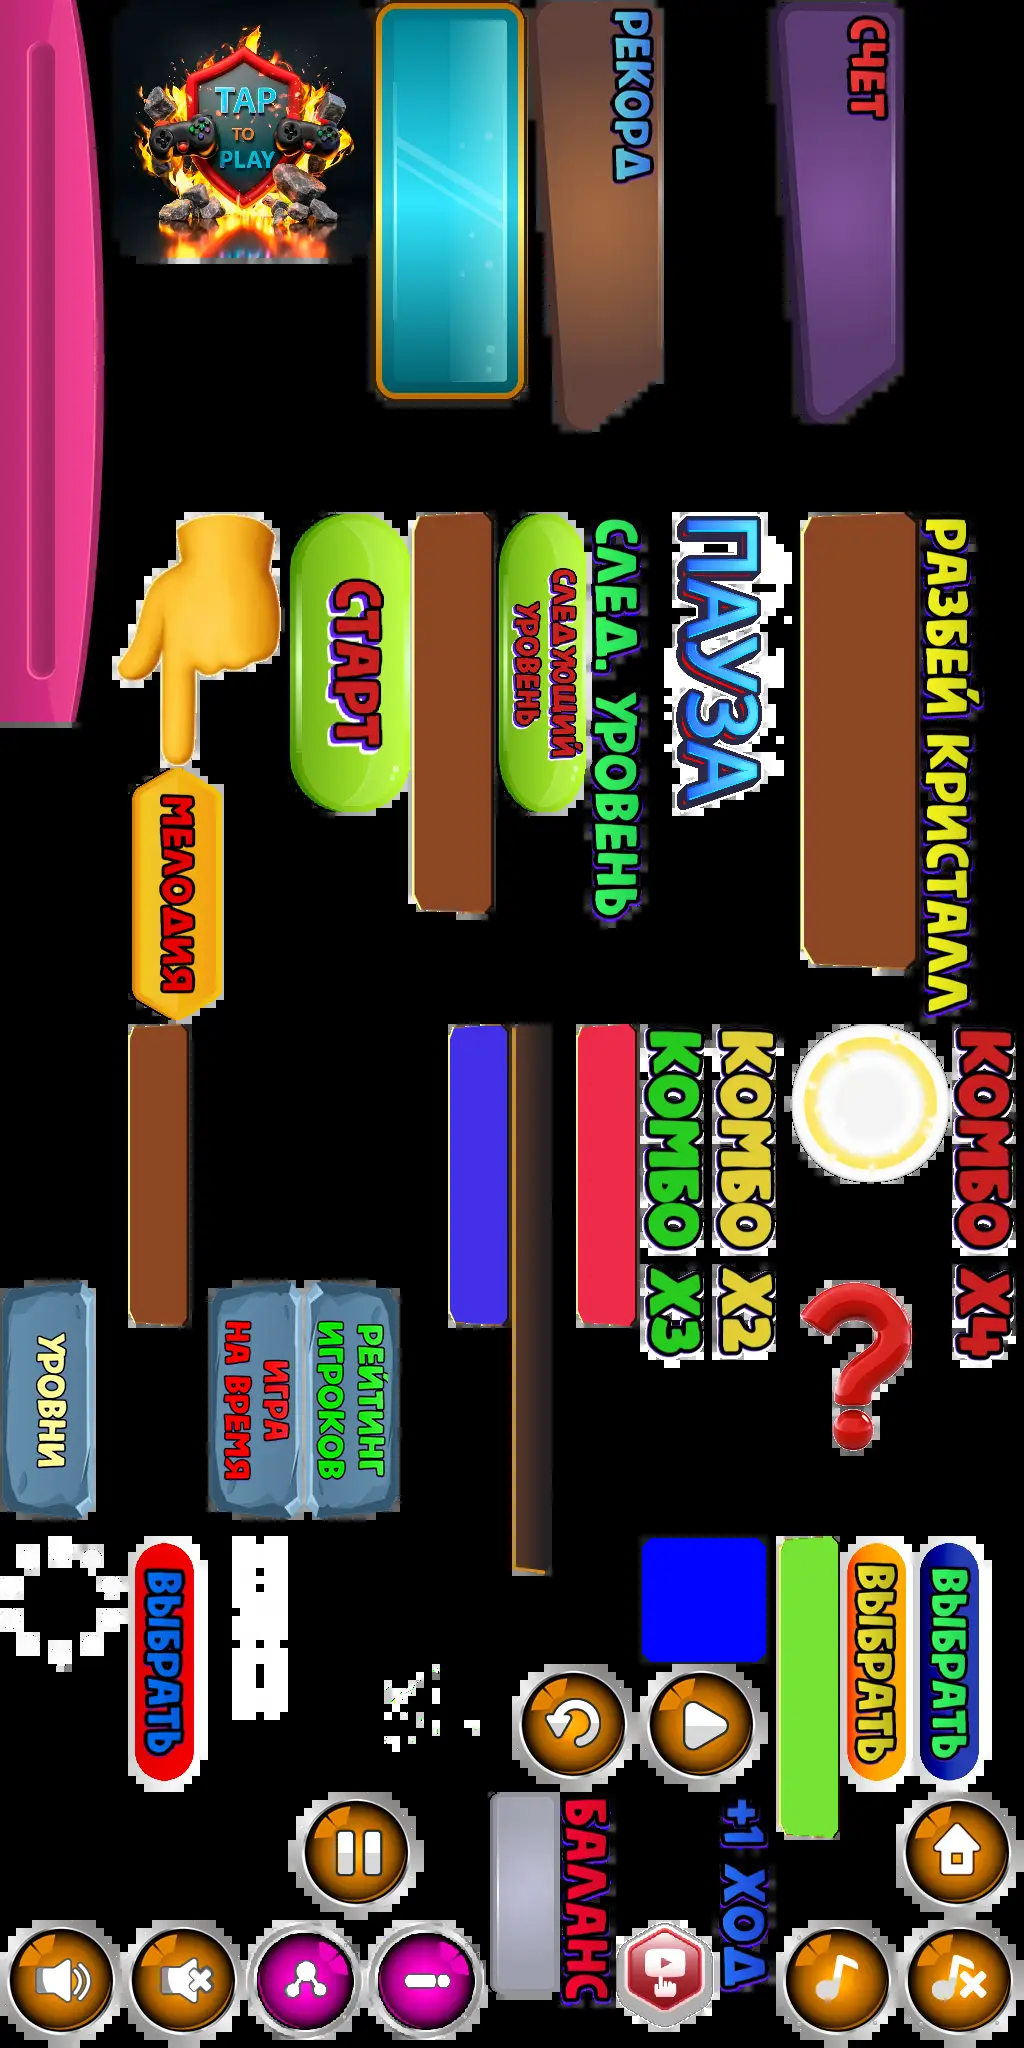 TAP
TO
PLAY
РЕКОРД
СЧЕТ
СТАРТ
СЛЕДУЮЩИЙ
УРОВЕНЬ
СЛЕД. УРОВЕНЬ
ПАУЗА
РАЗБЕЙ КРИСТАЛЛ
МЕЛОДИЯ
КОМБО X3
КОМБО X2
КОМБО X4
УРОВНИ
ИГРА
НА ВРЕМЯ
РЕЙТИНГ
ИГРОКОВ
ВЫБРАТЬ
ВЫБРАТЬ
ВЫБРАТЬ
БАЛАНС
+1 ХОД
?